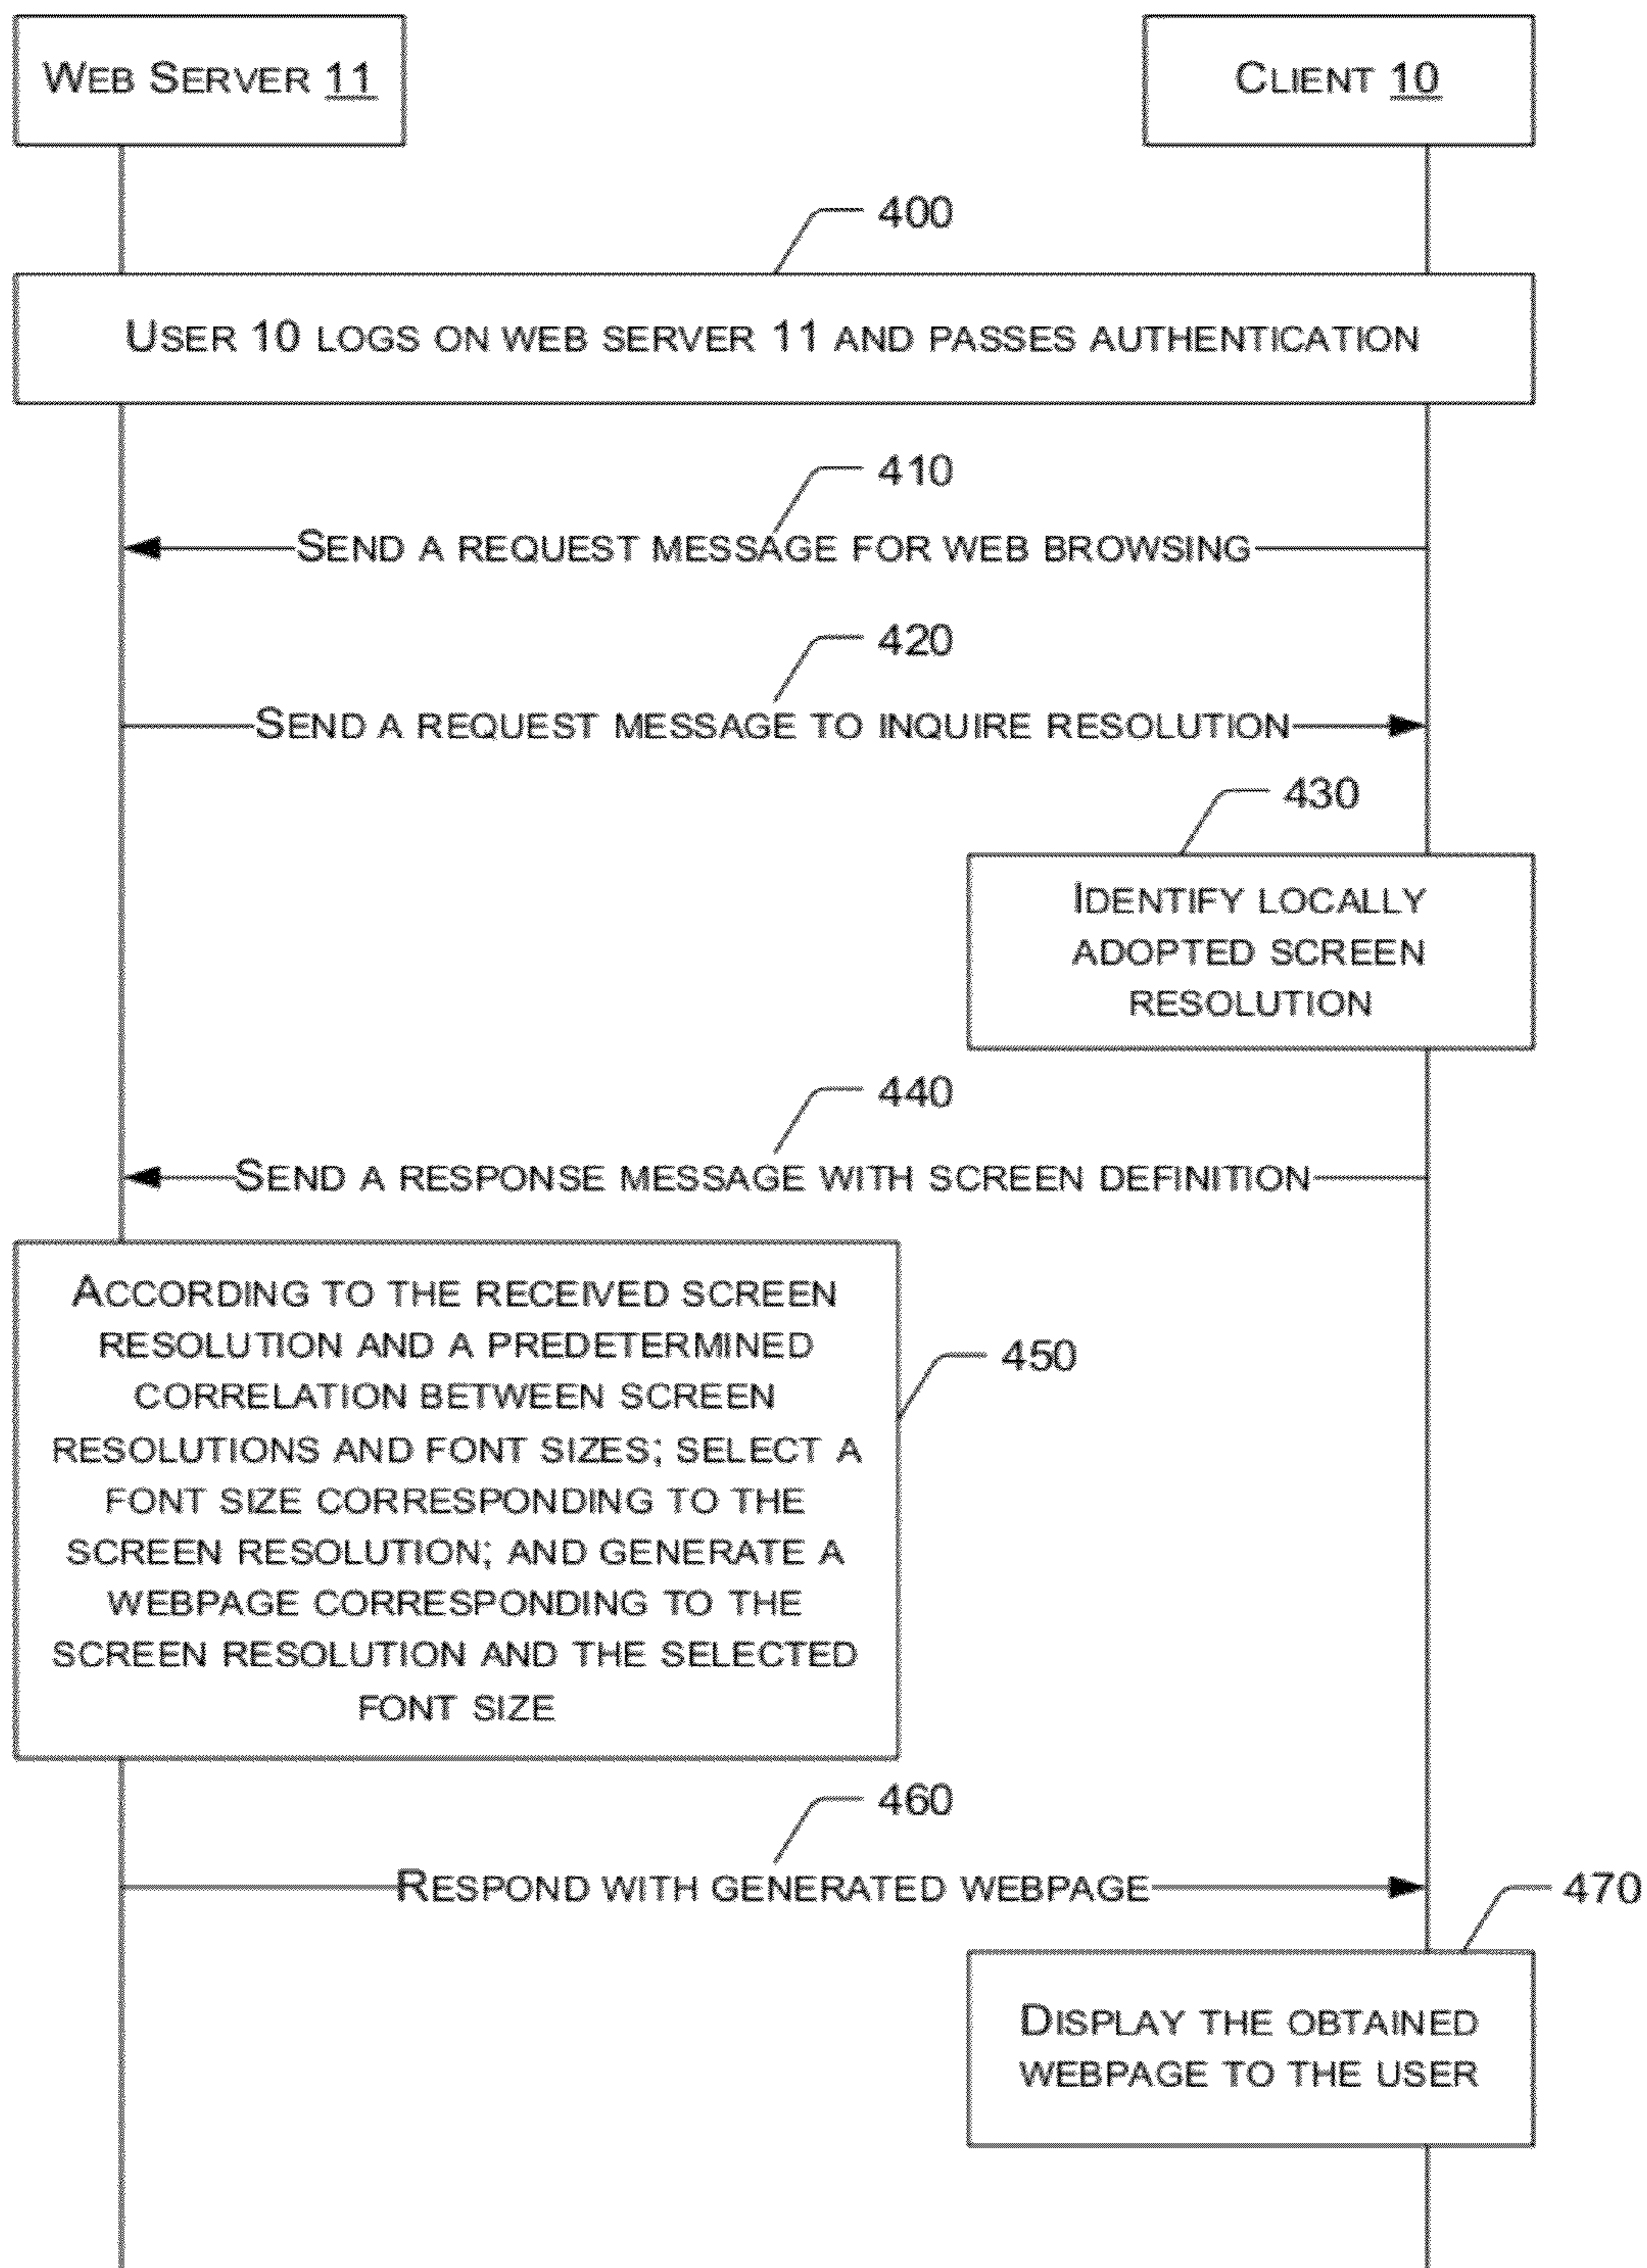 WEB SERVER 11
CLIENT 10
400
USER 10 LOGS ON WEB SERVER 11 AND PASSES AUTHENTICATION
410
SEND A REQUEST MESSAGE FOR WEB BROWSING
420
SEND A REQUEST MESSAGE TO INQUIRE RESOLUTION
430
IDENTIFY LOCALLY
ADOPTED SCREEN
RESOLUTION
440
SEND A RESPONSE MESSAGE WITH SCREEN DEFINITION
ACCORDING TO THE RECEIVED SCREEN
RESOLUTION AND A PREDETERMINED
CORRELATION BETWEEN SCREEN
RESOLUTIONS AND FONT SIZES; SELECT A
FONT SIZE CORRESPONDING TO THE
SCREEN RESOLUTION; AND GENERATE A
WEBPAGE CORRESPONDING TO THE
SCREEN RESOLUTION AND THE SELECTED
FONT SIZE
450
460
RESPOND WITH GENERATED WEBPAGE
470
DISPLAY THE OBTAINED
WEBPAGE TO THE USER